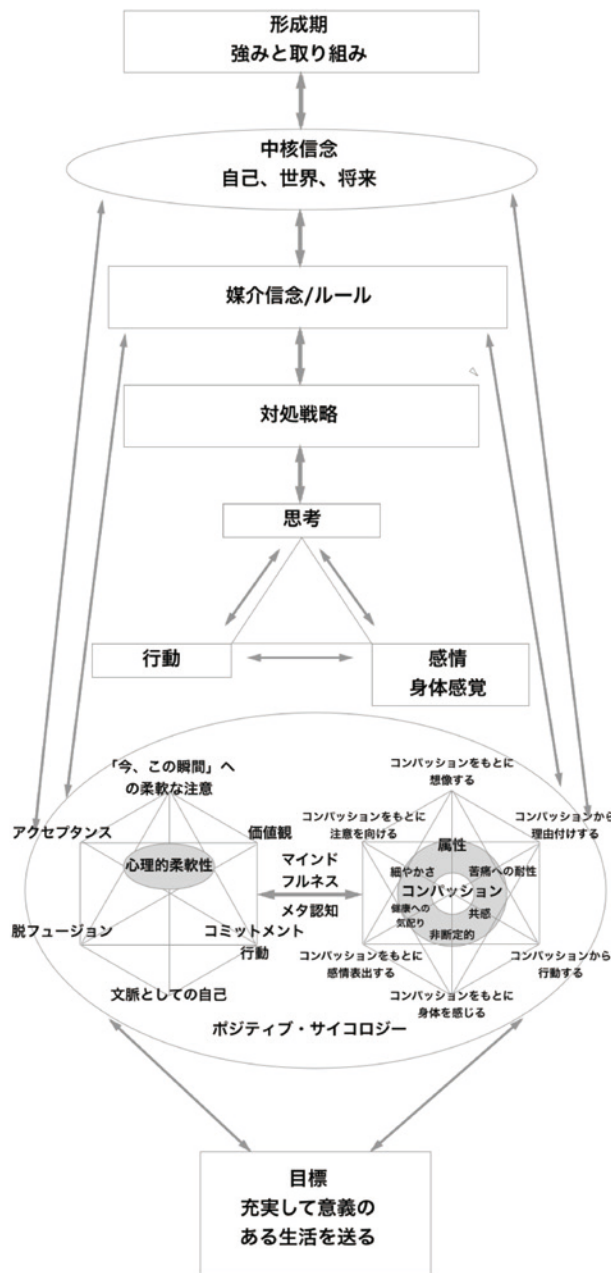 形成期
強みと取り組み
中核信念
自己、世界、将来
媒介信念/ルール
対処戦略
思考
行動
感情
身体感覚
「今、この瞬間」へ
の柔軟な注意
アクセプタンス
価値観
心理的柔軟性
脱フュージョン
コミットメント
行動
文脈としての自己
マインド
フルネス
メタ認知
コンパッションをもとに
想像する
コンパッションをもとに
注意を向ける
コンパッションから
理由付けする
属性
細やかさ
苦痛への耐性
コンパッション
健康への
気配り
共感
非断定的
コンパッションをもとに
感情表出する
コンパッションから
行動する
コンパッションをもとに
身体を感じる
ポジティブ・サイコロジー
目標
充実して意義の
ある生活を送る